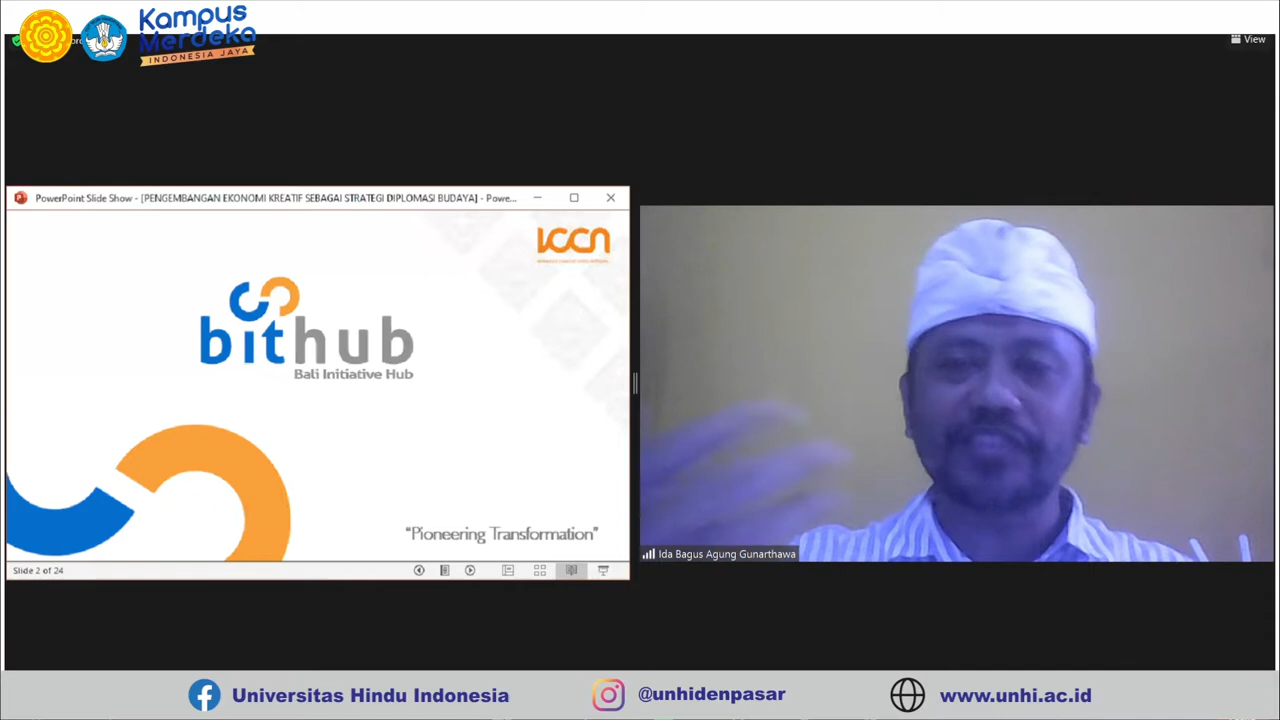 Kampus
Merdeka
INDONESIA JAYA
View
PowerPoint Slide Show - [PENGEMBANGAN EKONOMI KREATIF SEBAGAI STRATEGI DIPLOMASI BUDAYA] - Powe...
ICCN
bithub
Bali Initiative Hub
"Pioneering Transformation"
Slide 2 of 24
Ida Bagus Agung Gunarthawa
Universitas Hindu Indonesia
@unhidenpasar
www.unhi.ac.id